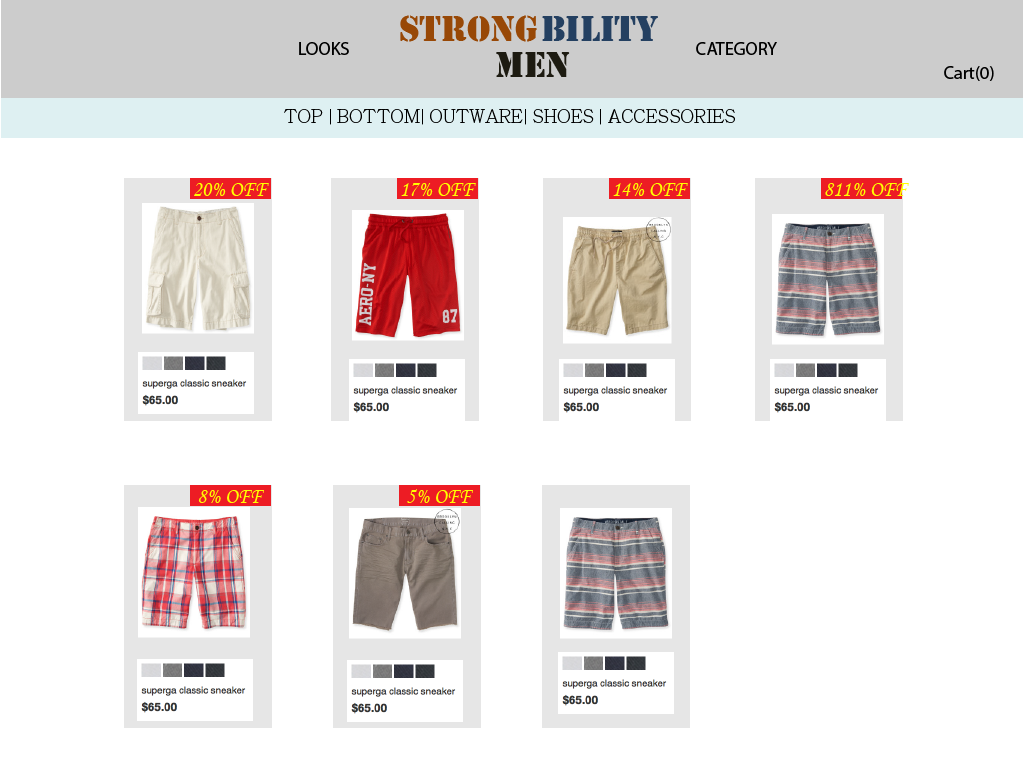 STRONG BILITY
LOOKS
CATEGORY
MEN
Cart(0)
TOP | BOTTOM| OUTWARE| SHOES | ACCESSORIES
20% OFF
17% OFF
14% OFF
811% OFF
AERO-NY
87
superga classic sneaker
$65.00
superga classic sneaker
$65.00
superga classic sneaker
$65.00
superga classic sneaker
$65.00
8% OFF
5% OFF
superga classic sneaker
$65.00
superga classic sneaker
$65.00
superga classic sneaker
$65.00